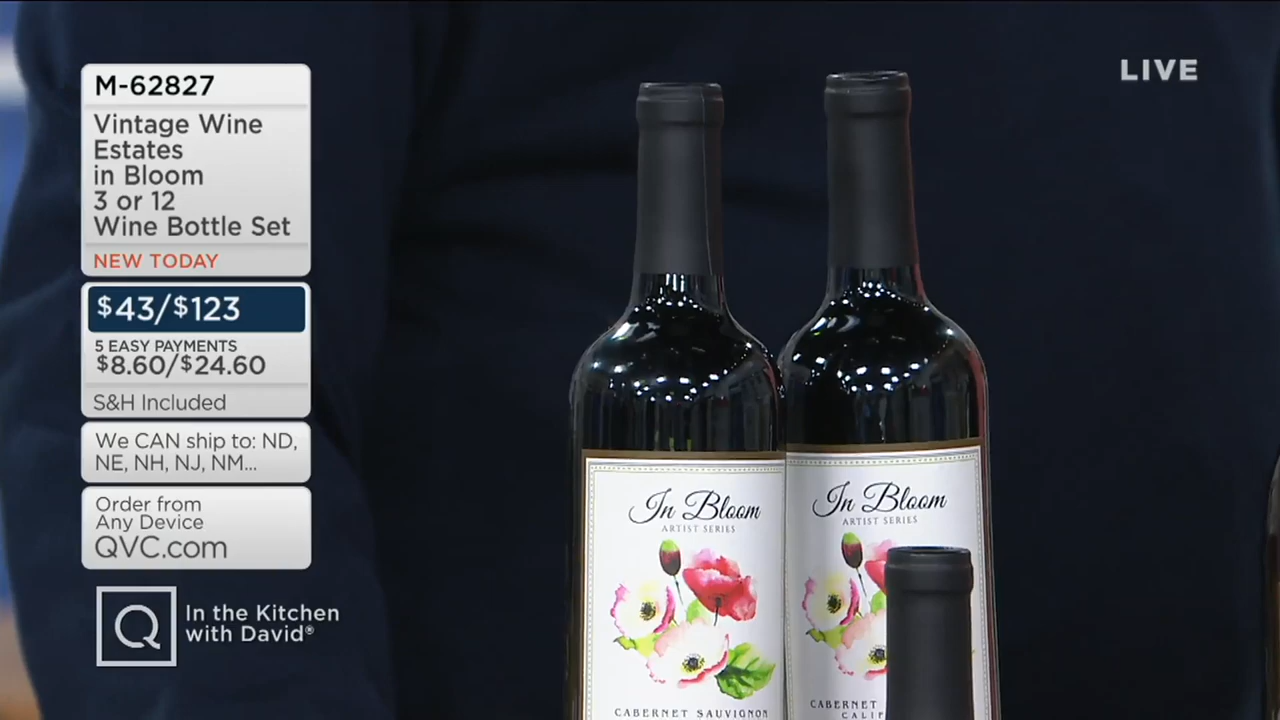 M-62827
Vintage Wine
Estates
in Bloom
3 or 12
Wine Bottle Set
NEW TODAY
$43/$123
5 EASY PAYMENTS
$8.60/$24.60
S&H Included
We CAN ship to: ND,
NE, NH, NJ, NM...
Order from
Any Device
QVC.com
Q
In the Kitchen
with David®
LIVE
In Bloom
ARTIST SERIES
CABERNET SAUVIGNON
In Bloom
ARTIST SERIES
CABERNET
CALIF